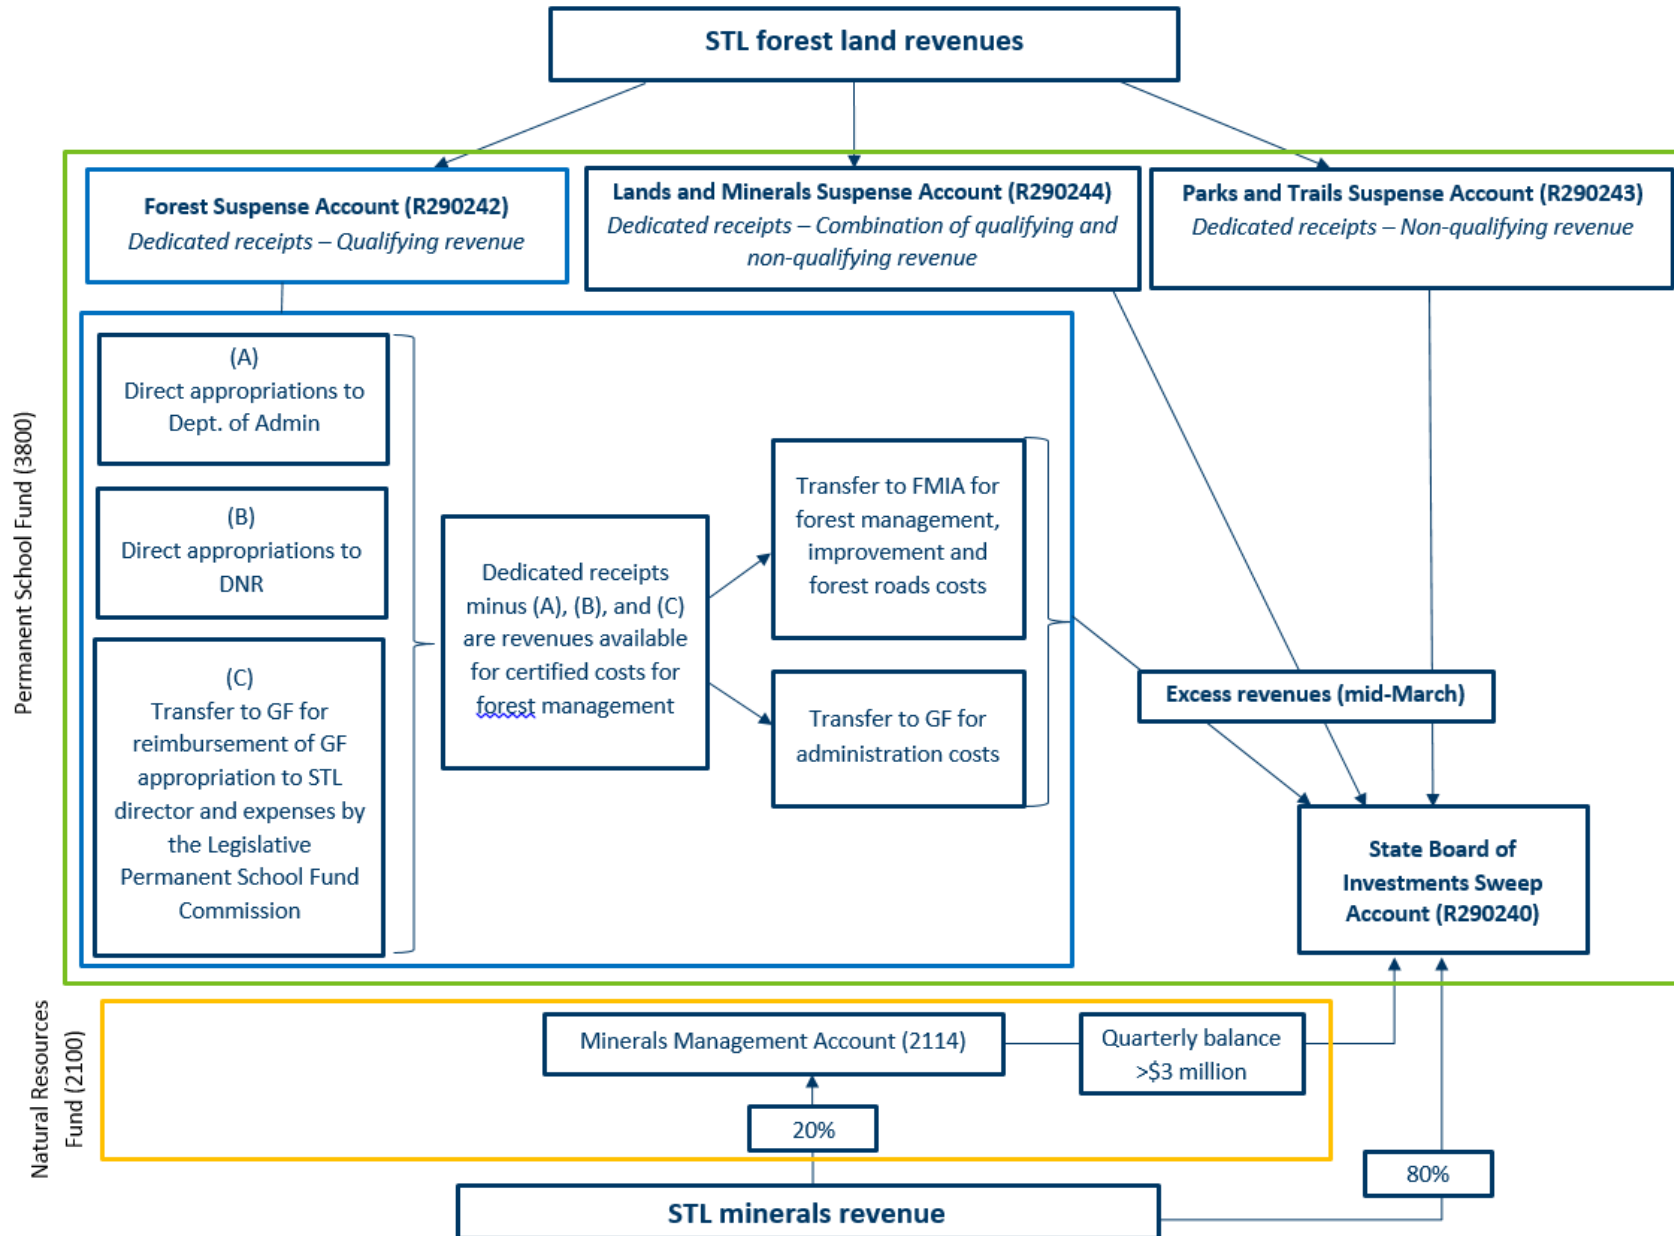 STL forest land revenues
Forest Suspense Account (R290242)
Dedicated receipts – Qualifying revenue
Lands and Minerals Suspense Account (R290244)
Dedicated receipts – Combination of qualifying and
non-qualifying revenue
Parks and Trails Suspense Account (R290243)
Dedicated receipts – Non-qualifying revenue
Permanent School Fund (3800)
(A)
Direct appropriations to
Dept. of Admin
(B)
Direct appropriations to
DNR
(C)
Transfer to GF for
reimbursement of GF
appropriation to STL
director and expenses by
the Legislative
Permanent School Fund
Commission
Dedicated receipts
minus (A), (B), and (C)
are revenues available
for certified costs for
forest management
Transfer to FMIA for
forest management,
improvement and
forest roads costs
Transfer to GF for
administration costs
Excess revenues (mid-March)
State Board of
Investments Sweep
Account (R290240)
Natural Resources
Fund (2100)
Minerals Management Account (2114)
Quarterly balance
>$3 million
20%
80%
STL minerals revenue